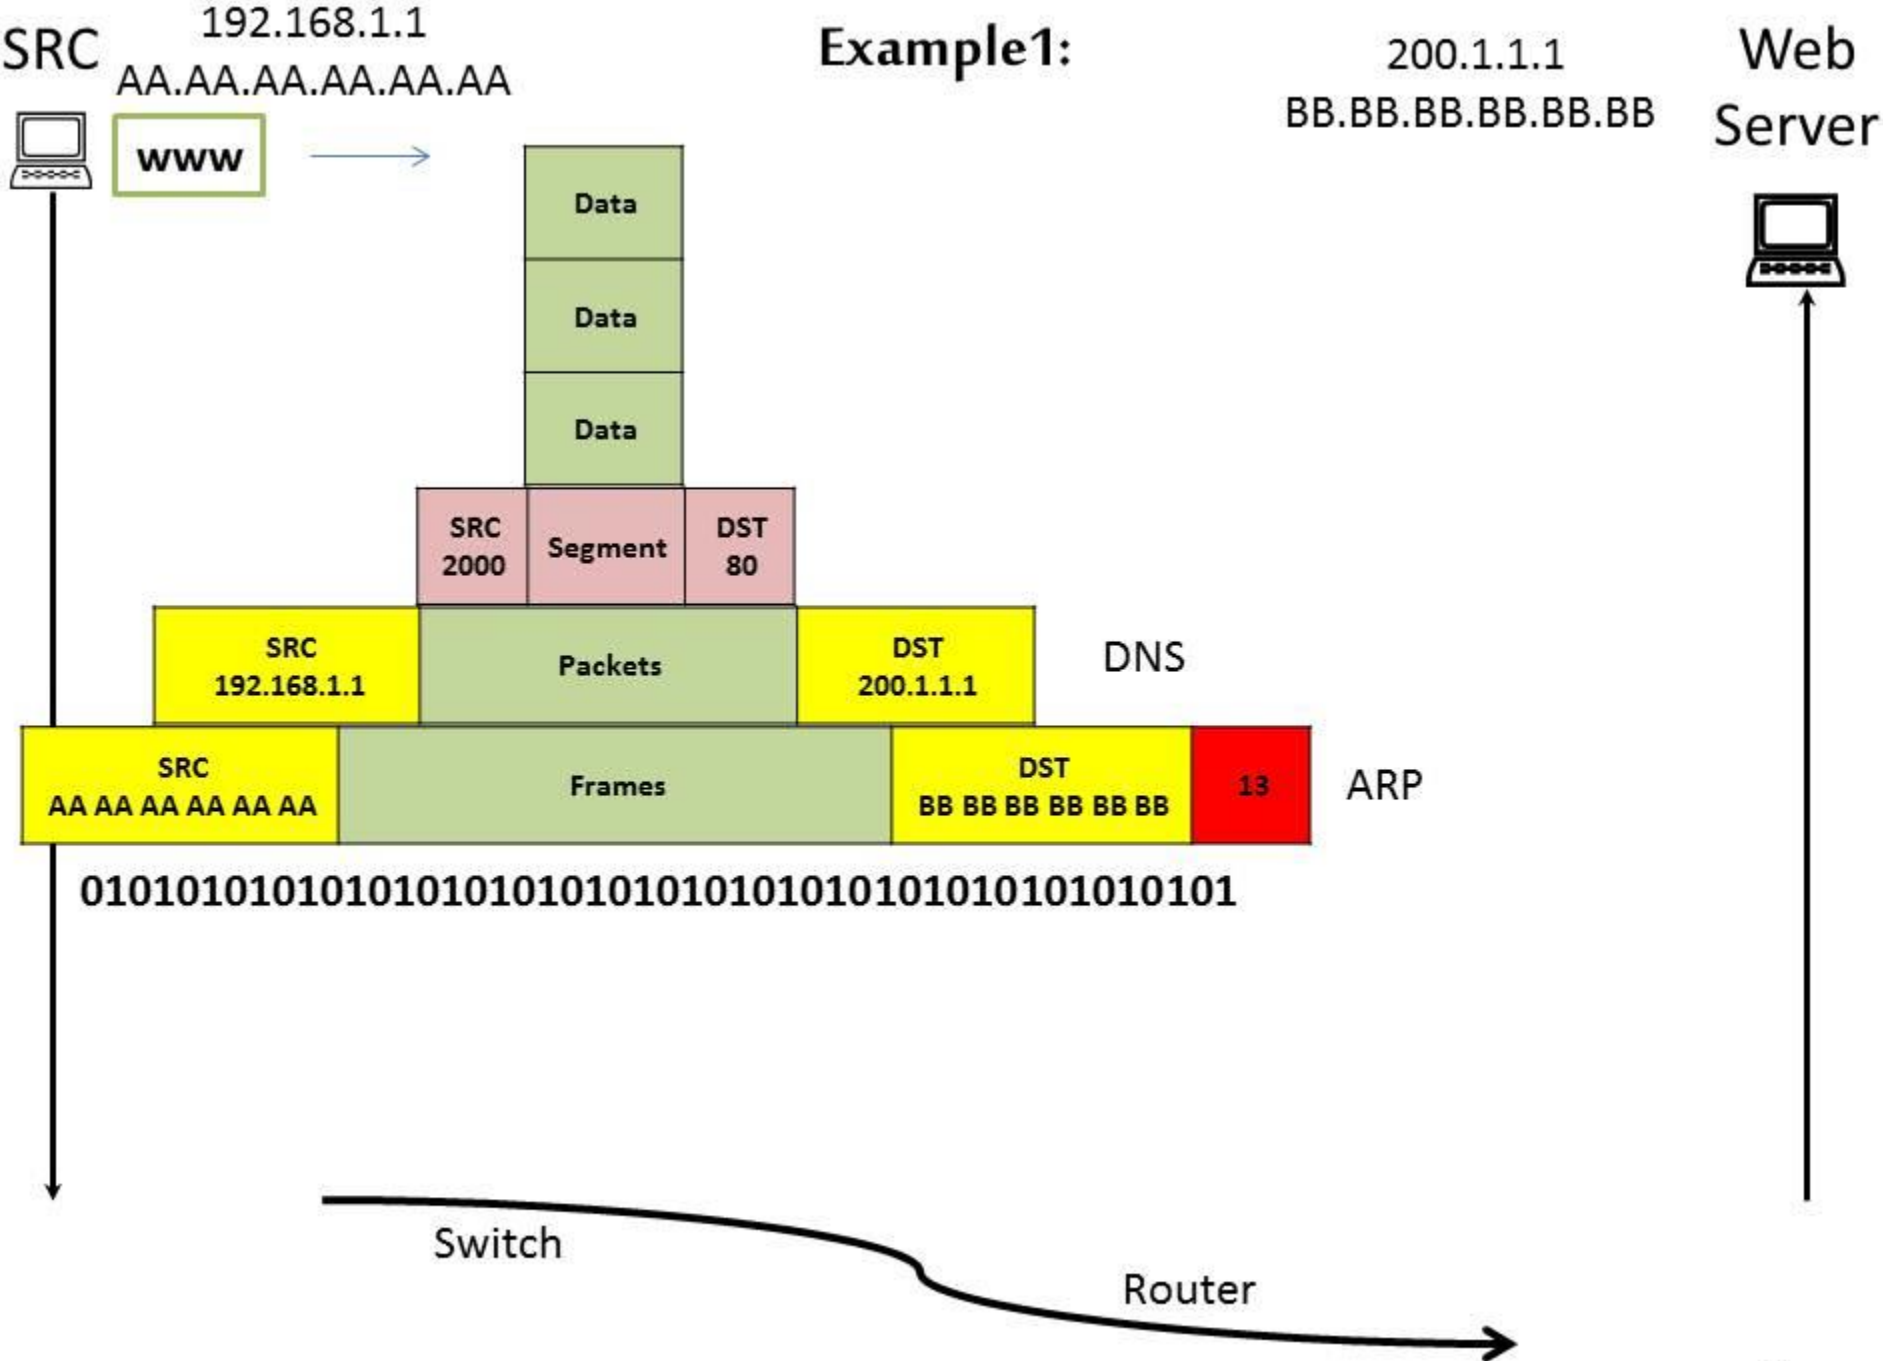 SRC
192.168.1.1
AA.AA.AA.AA.AA.AA
Example1:
200.1.1.1
BB.BB.BB.BB.BB.BB
Web
Server
www
Data
Data
Data
SRC
2000
Segment
DST
80
SRC
192.168.1.1
Packets
DST
200.1.1.1
DNS
SRC
AA AA AA AA AA AA
Frames
DST
BB BB BB BB BB BB
13
ARP
010101010101010101010101010101010101010101010101
Switch
Router